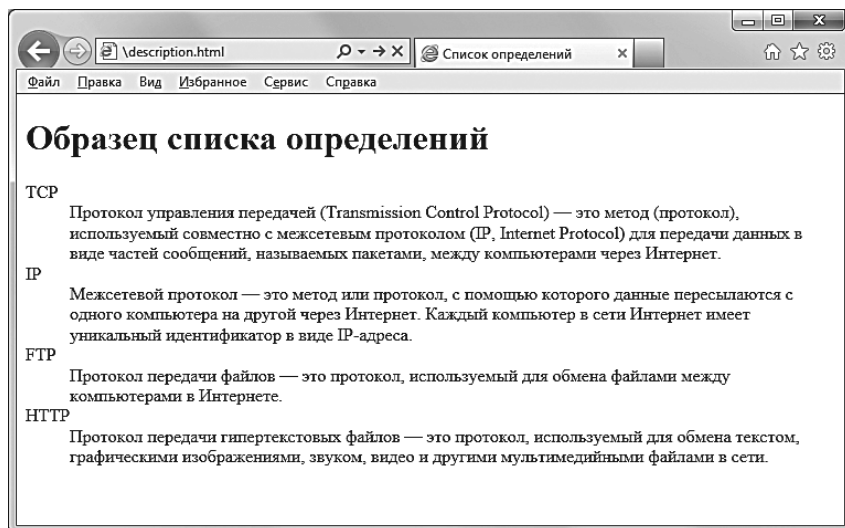 \description.html
Список определений
Файл Правка Вид Избранное Сервис Справка
Образец списка определений
TCP
Протокол управления передачей (Transmission Control Protocol) — это метод (протокол),
используемый совместно с межсетевым протоколом (IP, Internet Protocol) для передачи данных в
виде частей сообщений, называемых пакетами, между компьютерами через Интернет.
IP
Межсетевой протокол — это метод или протокол, с помощью которого данные пересылаются с
одного компьютера на другой через Интернет. Каждый компьютер в сети Интернет имеет
уникальный идентификатор в виде IP-адреса.
FTP
Протокол передачи файлов — это протокол, используемый для обмена файлами между
компьютерами в Интернете.
HTTP
Протокол передачи гипертекстовых файлов — это протокол, используемый для обмена текстом,
графическими изображениями, звуком, видео и другими мультимедийными файлами в сети.